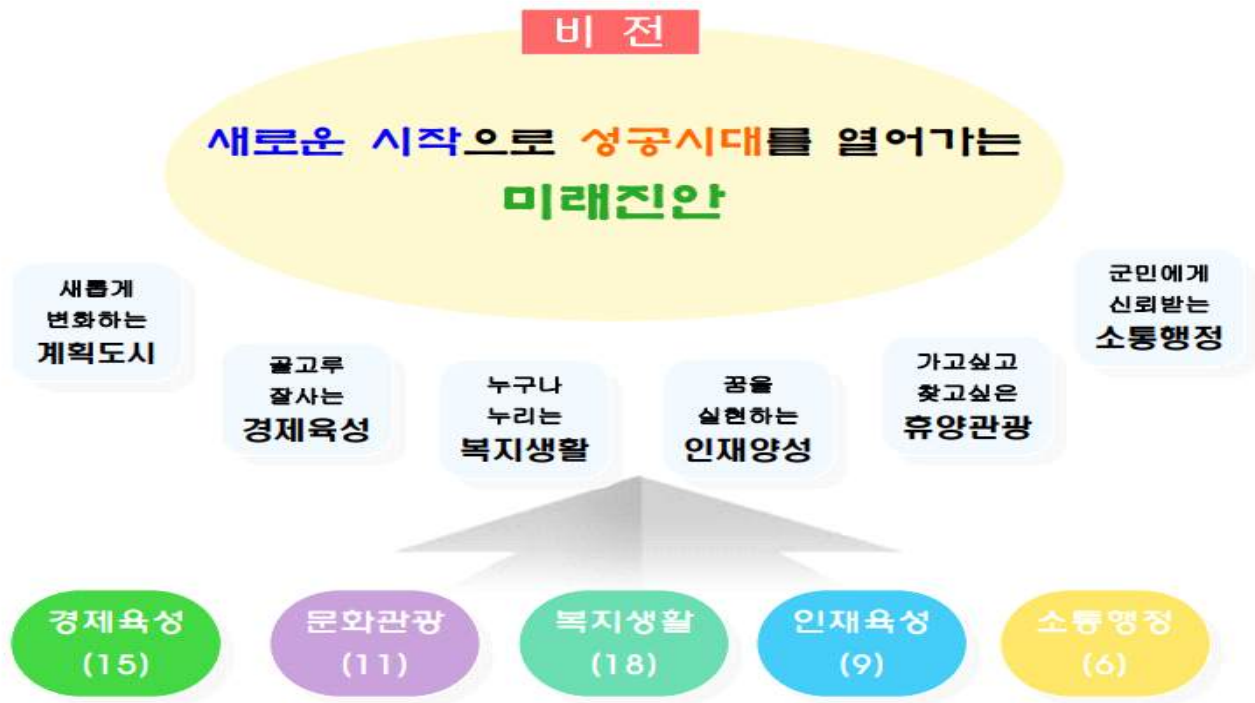 비 전
새로운 시작으로 성공시대를 열어가는
미래진안
새롭게
변화하는
계획도시
골고루
잘사는
경제육성
누구나
누리는
복지생활
꿈을
실현하는
인재양성
가고싶고
찾고싶은
휴양관광
군민에게
신뢰받는
소통행정
경제육성
(15)
문화관광
(11)
복지생활
(18)
인재육성
(9)
소통행정
(6)